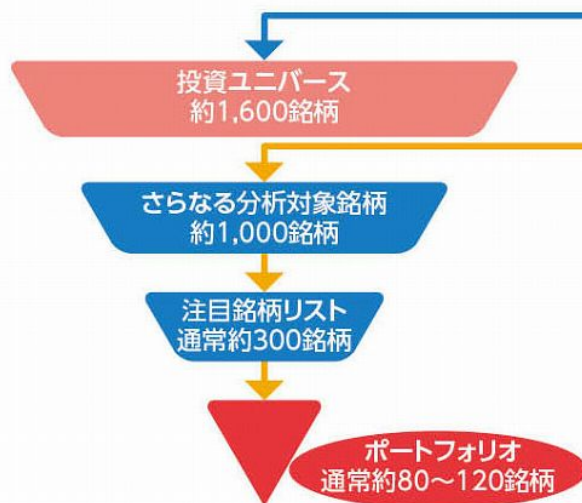 投資ユニバース
約1,600銘柄
さらなる分析対象銘柄
約1,000銘柄
注目銘柄リスト
通常約300銘柄
ポートフォリオ
通常約80～120銘柄